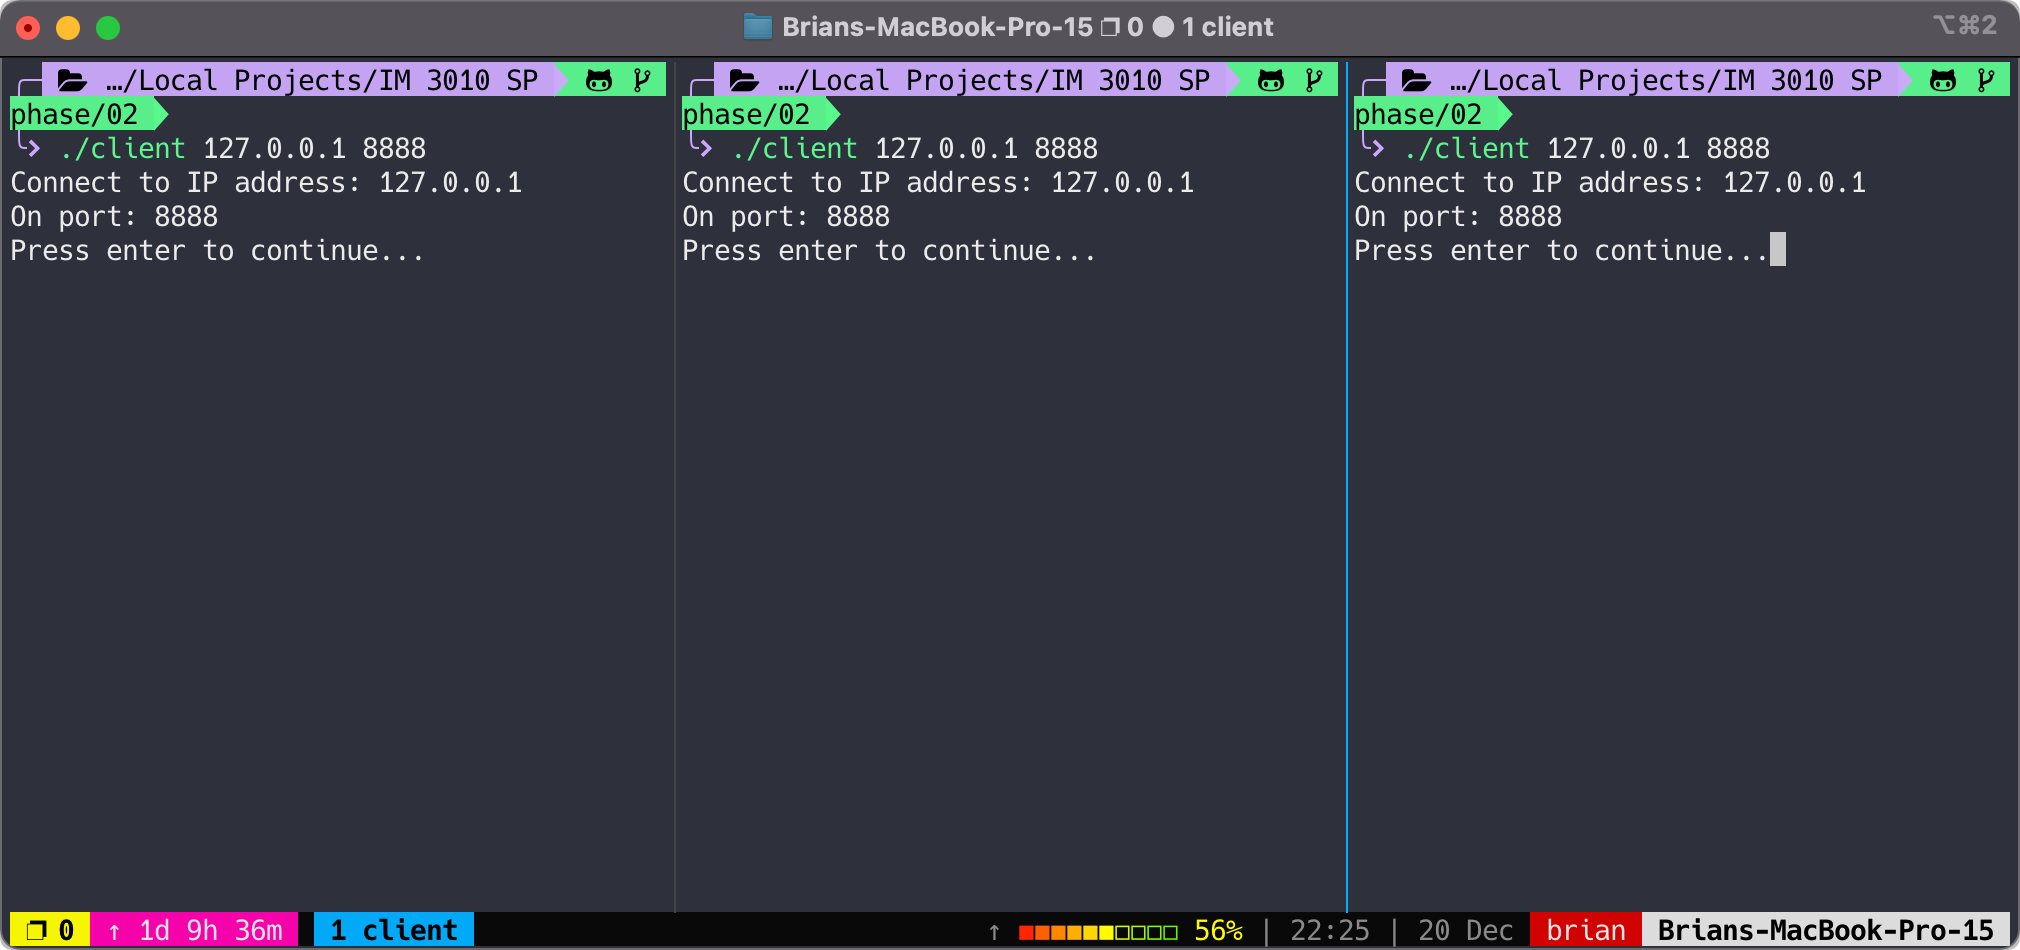 Brians-MacBook-Pro-15 ❐ 0 ● 1 client
⌥⌘2
…/Local Projects/IM 3010 SP
phase/02
./client 127.0.0.1 8888
Connect to IP address: 127.0.0.1
On port: 8888
Press enter to continue...
…/Local Projects/IM 3010 SP
phase/02
./client 127.0.0.1 8888
Connect to IP address: 127.0.0.1
On port: 8888
Press enter to continue...
…/Local Projects/IM 3010 SP
phase/02
./client 127.0.0.1 8888
Connect to IP address: 127.0.0.1
On port: 8888
Press enter to continue...
❐ 0 ↑ 1d 9h 36m 1 client ↑ 56% | 22:25 | 20 Dec brian Brians-MacBook-Pro-15